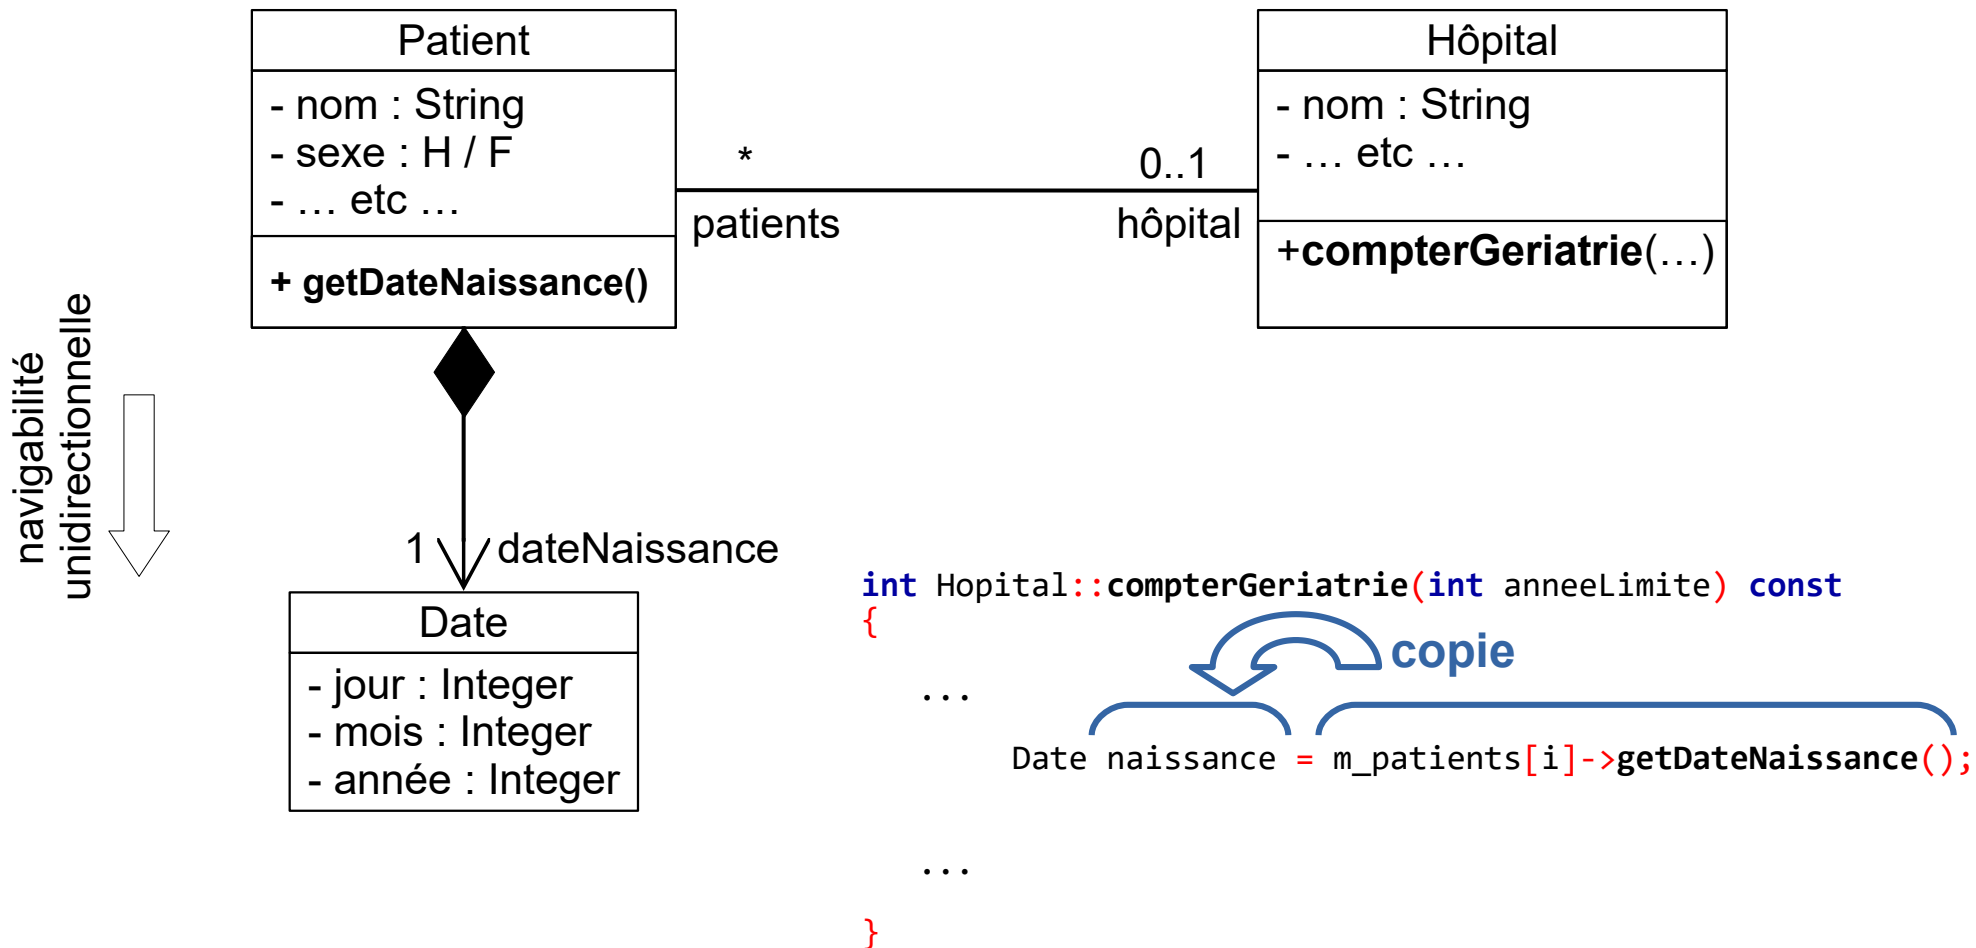 Patient
- nom : String
- sexe : H / F
- … etc …
+ getDateNaissance()
*
patients
0..1
hôpital
Hôpital
- nom : String
- … etc …
+compterGeriatrie(…)
navigabilité
unidirectionnelle
1
dateNaissance
Date
- jour : Integer
- mois : Integer
- année : Integer
int Hopital::compterGeriatrie(int anneeLimite) const
{
copie
...
Date naissance = m_patients[i]->getDateNaissance();
...
}